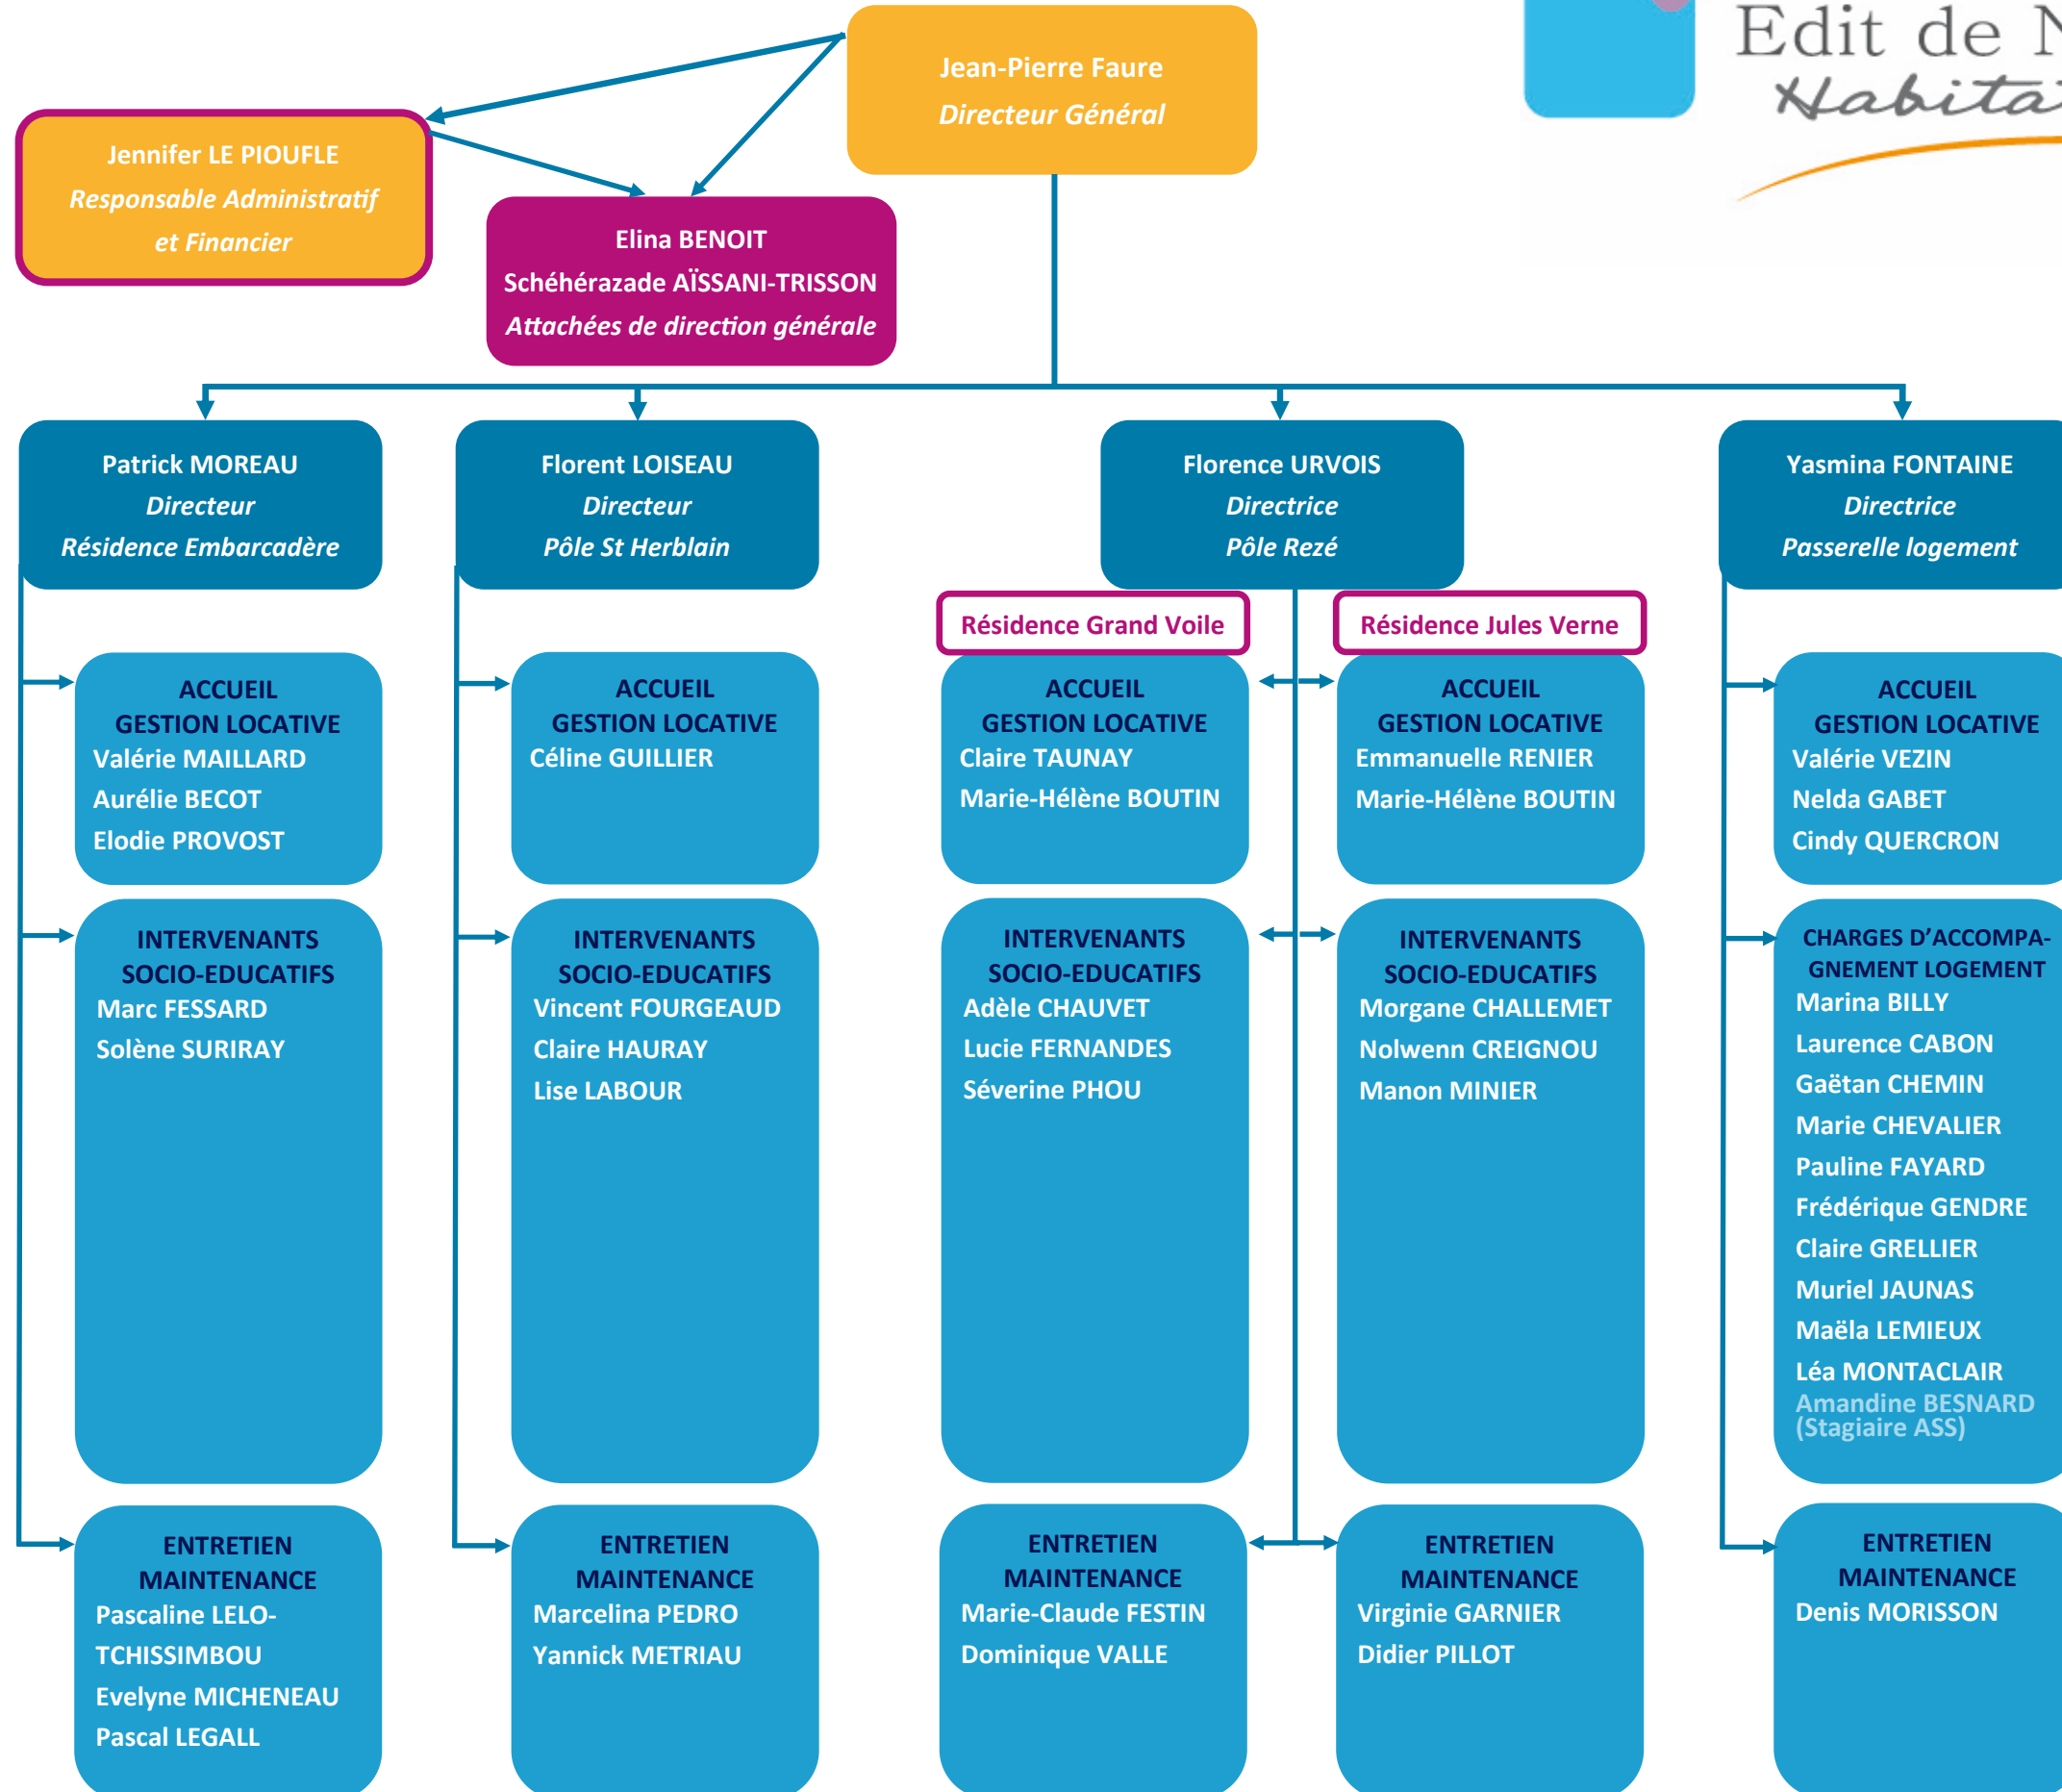 Edit de
Habitat
Jean-Pierre Faure
Directeur Général
Jennifer LE PIOUFLE
Responsable Administratif
et Financier
Elina BENOIT
Schéhérazade AÏSSANI-TRISSON
Attachées de direction générale
Patrick MOREAU
Directeur
Résidence Embarcadère
Florent LOISEAU
Directeur
Pôle St Herblain
Florence URVOIS
Directrice
Pôle Rezé
Yasmina FONTAINE
Directrice
Passerelle logement
ACCUEIL
GESTION LOCATIVE
Valérie MAILLARD
Aurélie BECOT
Elodie PROVOST
INTERVENANTS
SOCIO-EDUCATIFS
Marc FESSARD
Solène SURIRAY
ENTRETIEN
MAINTENANCE
Pascaline LELO-
TCHISSIMBOU
Evelyne MICHENEAU
Pascal LEGALL
ACCUEIL
GESTION LOCATIVE
Céline GUILLIER
INTERVENANTS
SOCIO-EDUCATIFS
Vincent FOURGEAUD
Claire HAURAY
Lise LABOUR
ENTRETIEN
MAINTENANCE
Marcelina PEDRO
Yannick METRIAU
Résidence Grand Voile
ACCUEIL
GESTION LOCATIVE
Claire TAUNAY
Marie-Hélène BOUTIN
INTERVENANTS
SOCIO-EDUCATIFS
Adèle CHAUVET
Lucie FERNANDES
Séverine PHOU
ENTRETIEN
MAINTENANCE
Marie-Claude FESTIN
Dominique VALLE
Résidence Jules Verne
ACCUEIL
GESTION LOCATIVE
Emmanuelle RENIER
Marie-Hélène BOUTIN
INTERVENANTS
SOCIO-EDUCATIFS
Morgane CHALLEMET
Nolwenn CREIGNOU
Manon MINIER
ENTRETIEN
MAINTENANCE
Virginie GARNIER
Didier PILLOT
ACCUEIL
GESTION LOCATIVE
Valérie VEZIN
Nelda GABET
Cindy QUERCRON
CHARGES D’ACCOMPA-
GNEMENT LOGEMENT
Marina BILLY
Laurence CABON
Gaëtan CHEMIN
Marie CHEVALIER
Pauline FAYARD
Frédérique GENDRE
Claire GRELLIER
Muriel JAUNAS
Maëla LEMIEUX
Léa MONTACLAIR
Amandine BESNARD
(Stagiaire ASS)
ENTRETIEN
MAINTENANCE
Denis MORISSON